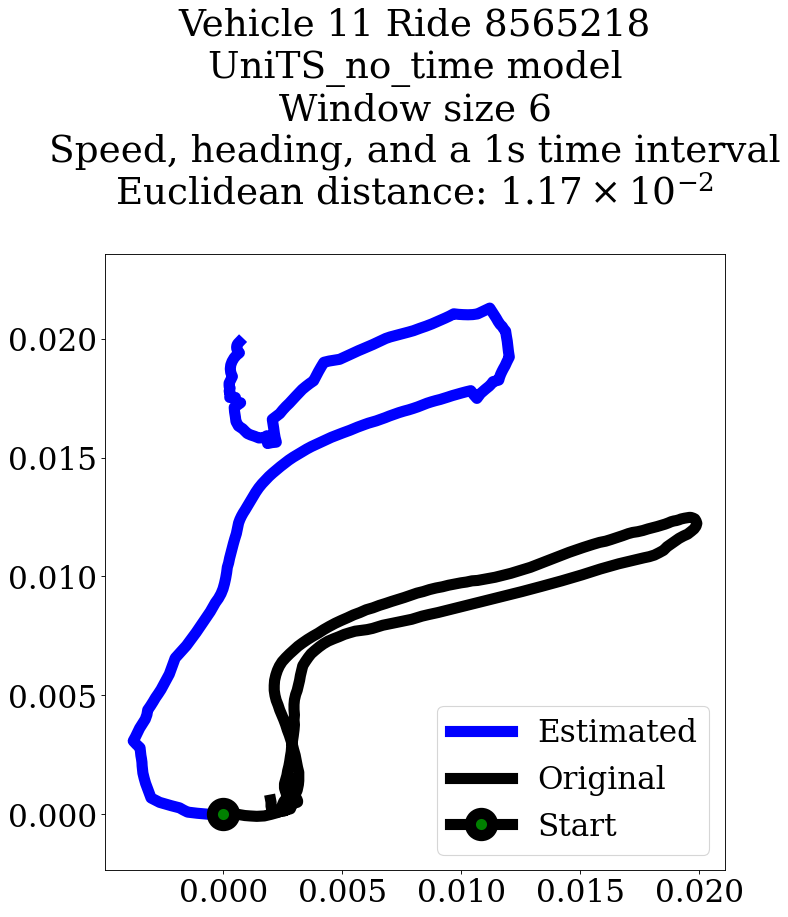 Vehicle 11 Ride 8565218
UniTS_no_time model
Window size 6
Speed, heading, and a 1s time interval
Euclidean distance: 1.17 × 10⁻²
0.020
0.015
0.010
0.005
0.000
Estimated
Original
Start
0.000 0.005 0.010 0.015 0.020